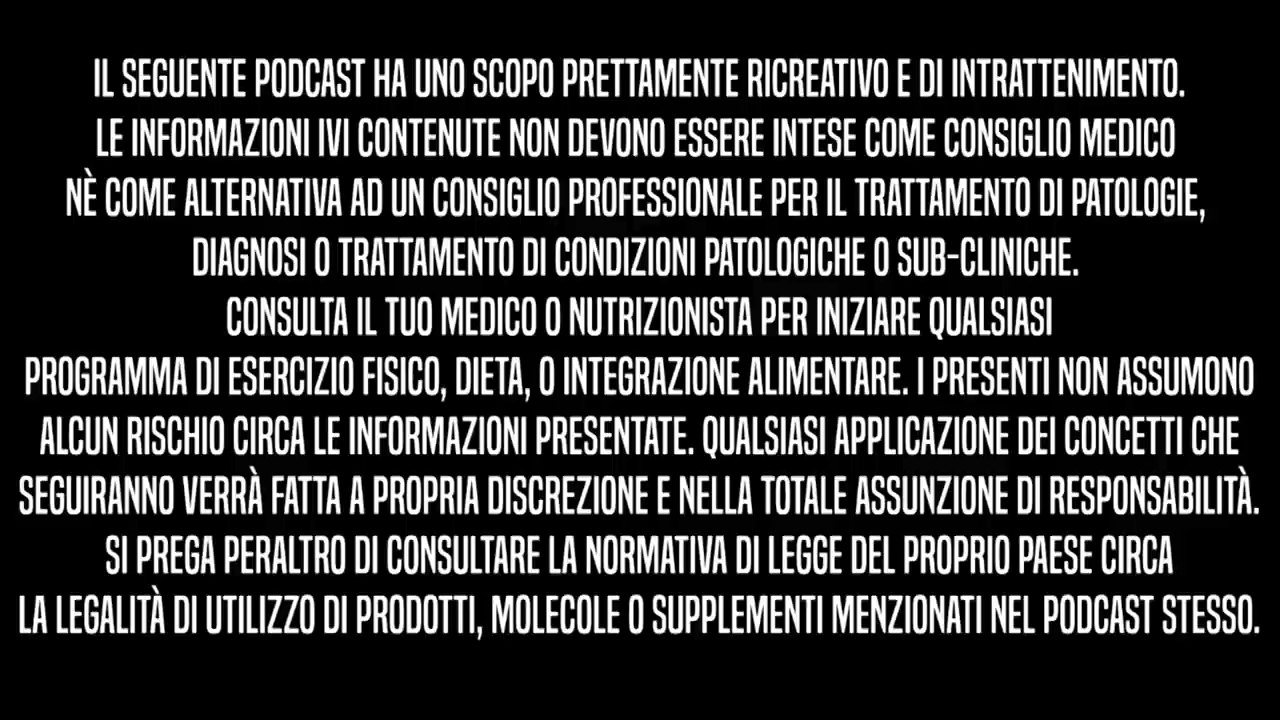 IL SEGUENTE PODCAST HA UNO SCOPO PRETTAMENTE RICREATIVO E DI INTRATTENIMENTO.
LE INFORMAZIONI IVI CONTENUTE NON DEVONO ESSERE INTESE COME CONSIGLIO MEDICO
NÈ COME ALTERNATIVA AD UN CONSIGLIO PROFESSIONALE PER IL TRATTAMENTO DI PATOLOGIE,
DIAGNOSI O TRATTAMENTO DI CONDIZIONI PATOLOGICHE O SUB-CLINICHE.
CONSULTA IL TUO MEDICO O NUTRIZIONISTA PER INIZIARE QUALSIASI
PROGRAMMA DI ESERCIZIO FISICO, DIETA, O INTEGRAZIONE ALIMENTARE. I PRESENTI NON ASSUMONO
ALCUN RISCHIO CIRCA LE INFORMAZIONI PRESENTATE. QUALSIASI APPLICAZIONE DEI CONCETTI CHE
SEGUIRANNO VERRÀ FATTA A PROPRIA DISCREZIONE E NELLA TOTALE ASSUNZIONE DI RESPONSABILITÀ.
SI PREGA PERALTRO DI CONSULTARE LA NORMATIVA DI LEGGE DEL PROPRIO PAESE CIRCA
LA LEGALITÀ DI UTILIZZO DI PRODOTTI, MOLECOLE O SUPPLEMENTI MENZIONATI NEL PODCAST STESSO.